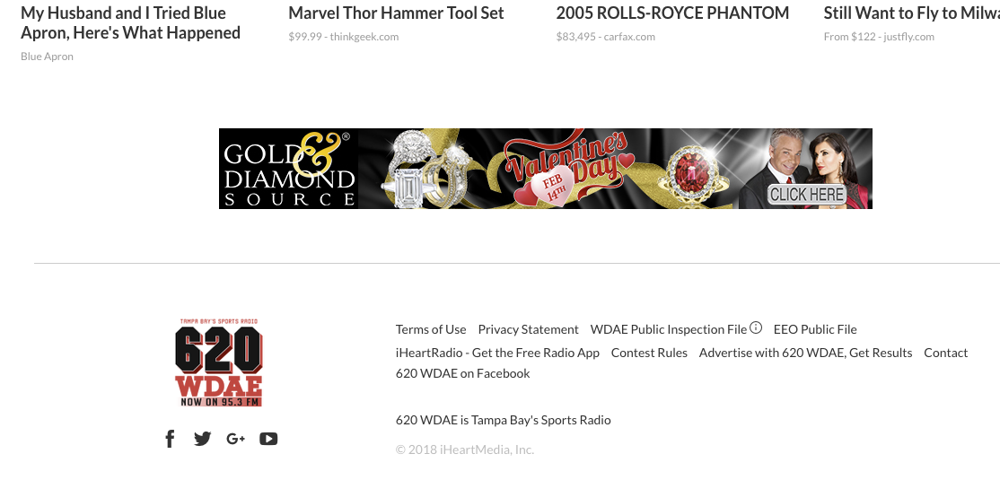 My Husband and I Tried Blue
Apron, Here's What Happened
Blue Apron
Marvel Thor Hammer Tool Set
$99.99 - thinkgeek.com
2005 ROLLS-ROYCE PHANTOM
$83,495 - carfax.com
Still Want to Fly to Milwa
From $122 - justfly.com
GOLD &®
DIAMOND
SOURCE
Valentine's
Day
FEB
14TH
CLICK HERE
TAMPA BAY'S SPORTS RADIO
620
WDAE
NOW ON 95.3 FM
Terms of Use Privacy Statement WDAE Public Inspection File EEO Public File
iHeartRadio - Get the Free Radio App Contest Rules Advertise with 620 WDAE, Get Results Contact
620 WDAE on Facebook
620 WDAE is Tampa Bay's Sports Radio
© 2018 iHeartMedia, Inc.